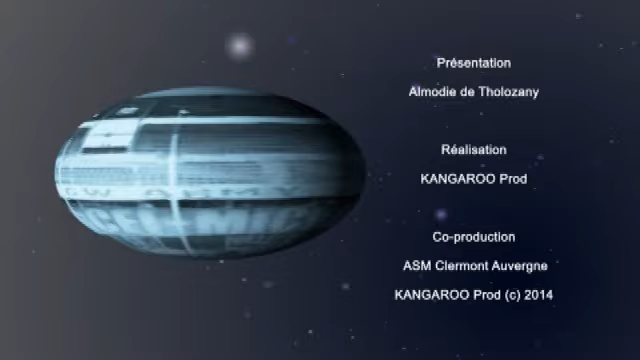 Présentation
Almodie de Tholozany
Réalisation
KANGAROO Prod
Co-production
ASM Clermont Auvergne
KANGAROO Prod (c) 2014